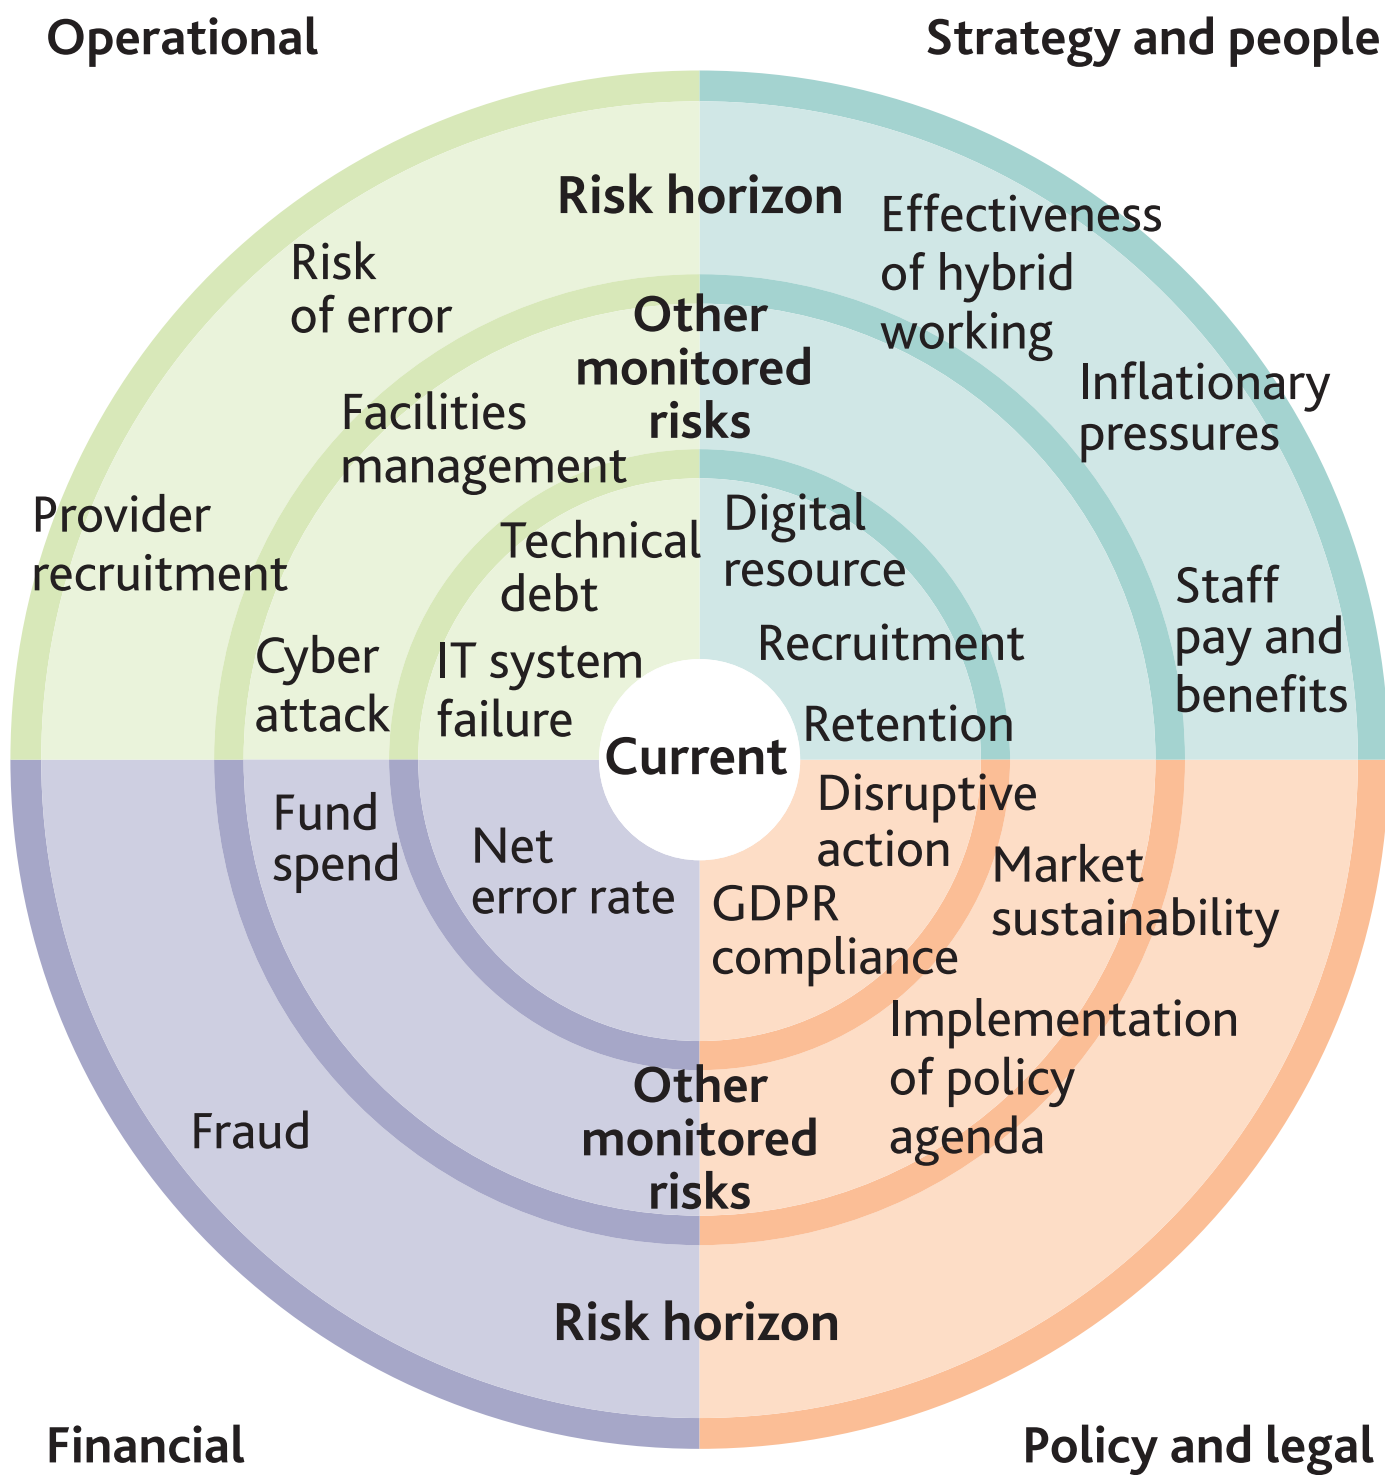 Operational
Strategy and people
Risk horizon
Effectiveness
of hybrid
working
Risk
of error
Other
monitored
risks
Inflationary
pressures
Facilities
management
Provider
recruitment
Technical
debt
Digital
resource
Staff
pay and
benefits
Cyber
attack
IT system
failure
Recruitment
Retention
Current
Fund
spend
Net
error rate
Disruptive
action
Market
sustainability
GDPR
compliance
Implementation
of policy
agenda
Other
monitored
risks
Fraud
Risk horizon
Financial
Policy and legal